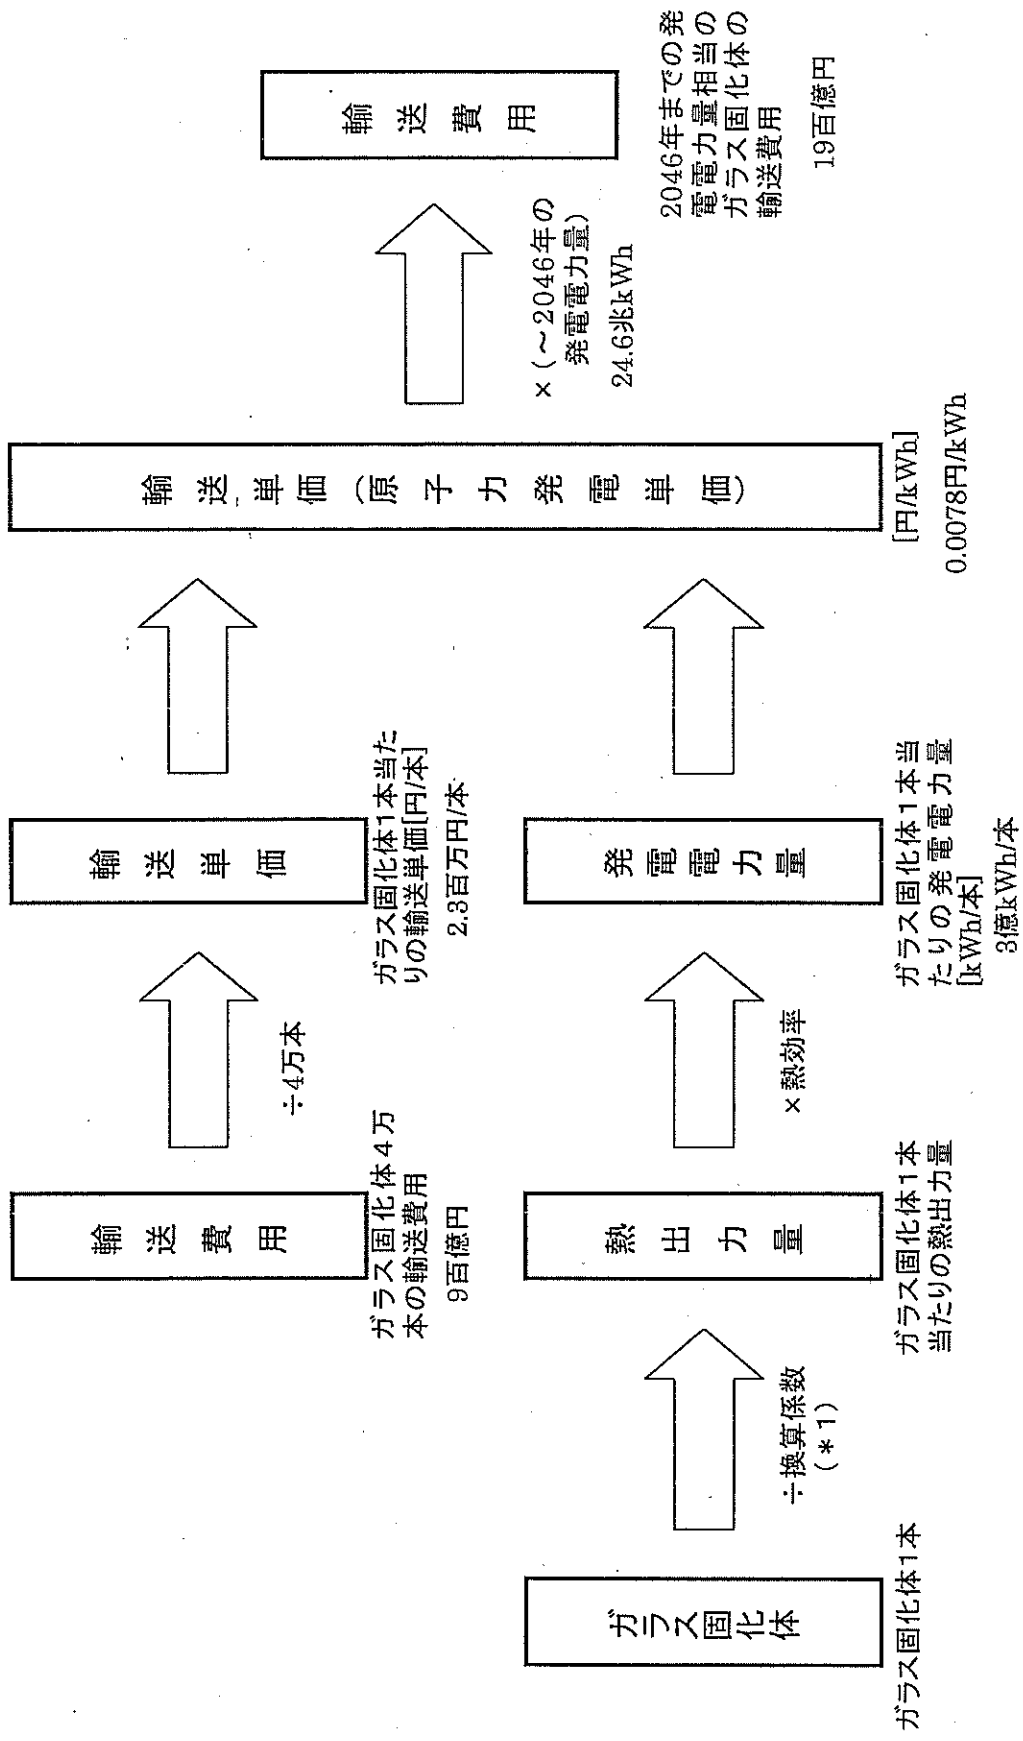 輸送費用
ガラス固化体4万
本の輸送費用
9百億円
÷4万本
輸送単価
ガラス固化体1本当た
りの輸送単価[円/本]
2.3百万円/本
ガラス固化体
ガラス固化体1本
÷換算係数
(*1)
熱出力量
ガラス固化体1本
当たりの熱出力量
×熱効率
発電電力量
ガラス固化体1本当
たりの発電電力量
[kWh/本]
3億kWh/本
輸送単価(原子力発電単価)
[円/kWh]
0.0078円/kWh
×(~2046年の
発電電力量)
24.6兆kWh
輸送費用
2046年までの発
電電力量相当の
ガラス固化体の
輸送費用
19百億円